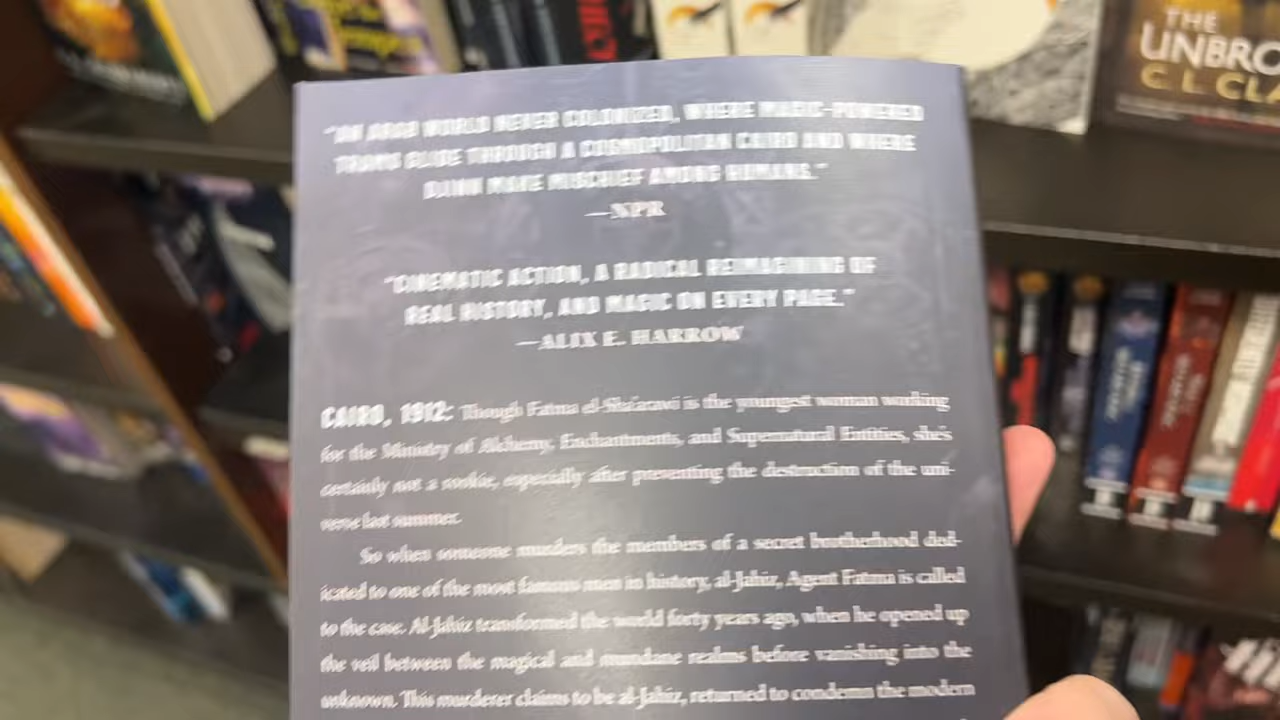 THE
UNBRO
C. L. CLA
"AN ARAB WORLD NEVER COLONIZED, WHERE MAGIC-POWERED
TRAMS GLIDE THROUGH A COSMOPOLITAN CAIRO AND WHERE
DJINN MAKE MISCHIEF AMONG HUMANS."
—NPR
"CINEMATIC ACTION, A RADICAL REIMAGINING OF
REAL HISTORY, AND MAGIC ON EVERY PAGE."
—ALIX E. HARROW
CAIRO, 1912: Though Fatma el-Sha'arawi is the youngest woman working
for the Ministry of Alchemy, Enchantments, and Supernatural Entities, she's
certainly not a rookie, especially after preventing the destruction of the uni-
verse last summer.
So when someone murders the members of a secret brotherhood ded-
icated to one of the most famous men in history, al-Jahiz, Agent Fatma is called
to the case. Al-Jahiz transformed the world forty years ago, when he opened up
the veil between the magical and mundane realms before vanishing into the
unknown. This murderer claims to be al-Jahiz, returned to condemn the modern